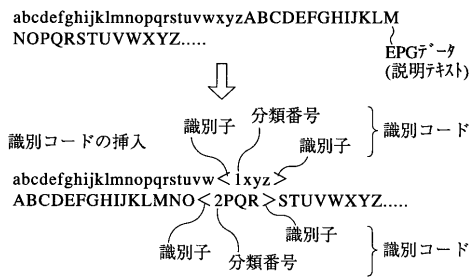 abcdefghijklmnopqrstuvwxyzABCDEFGHIJKLM
NOPQRSTUVWXYZ.....
EPGデータ
(説明テキスト)
分類番号
識別子
識別コードの挿入
識別子
識別コード
abcdefghijklmnopqrstuvw<1xyz>
ABCDEFGHIJKLMNO<2PQR>STUVWXYZ.....
識別子
分類番号
識別子
識別コード